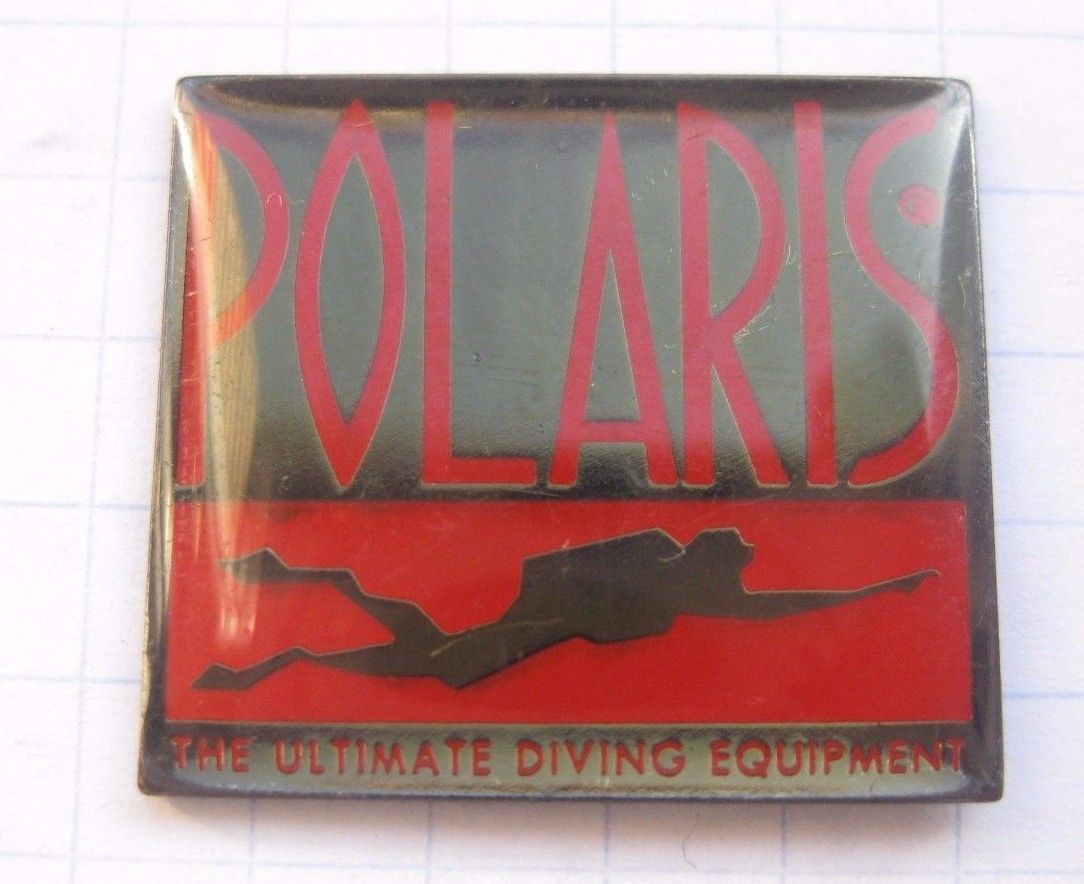 POLARIS
THE ULTIMATE DIVING EQUIPMENT